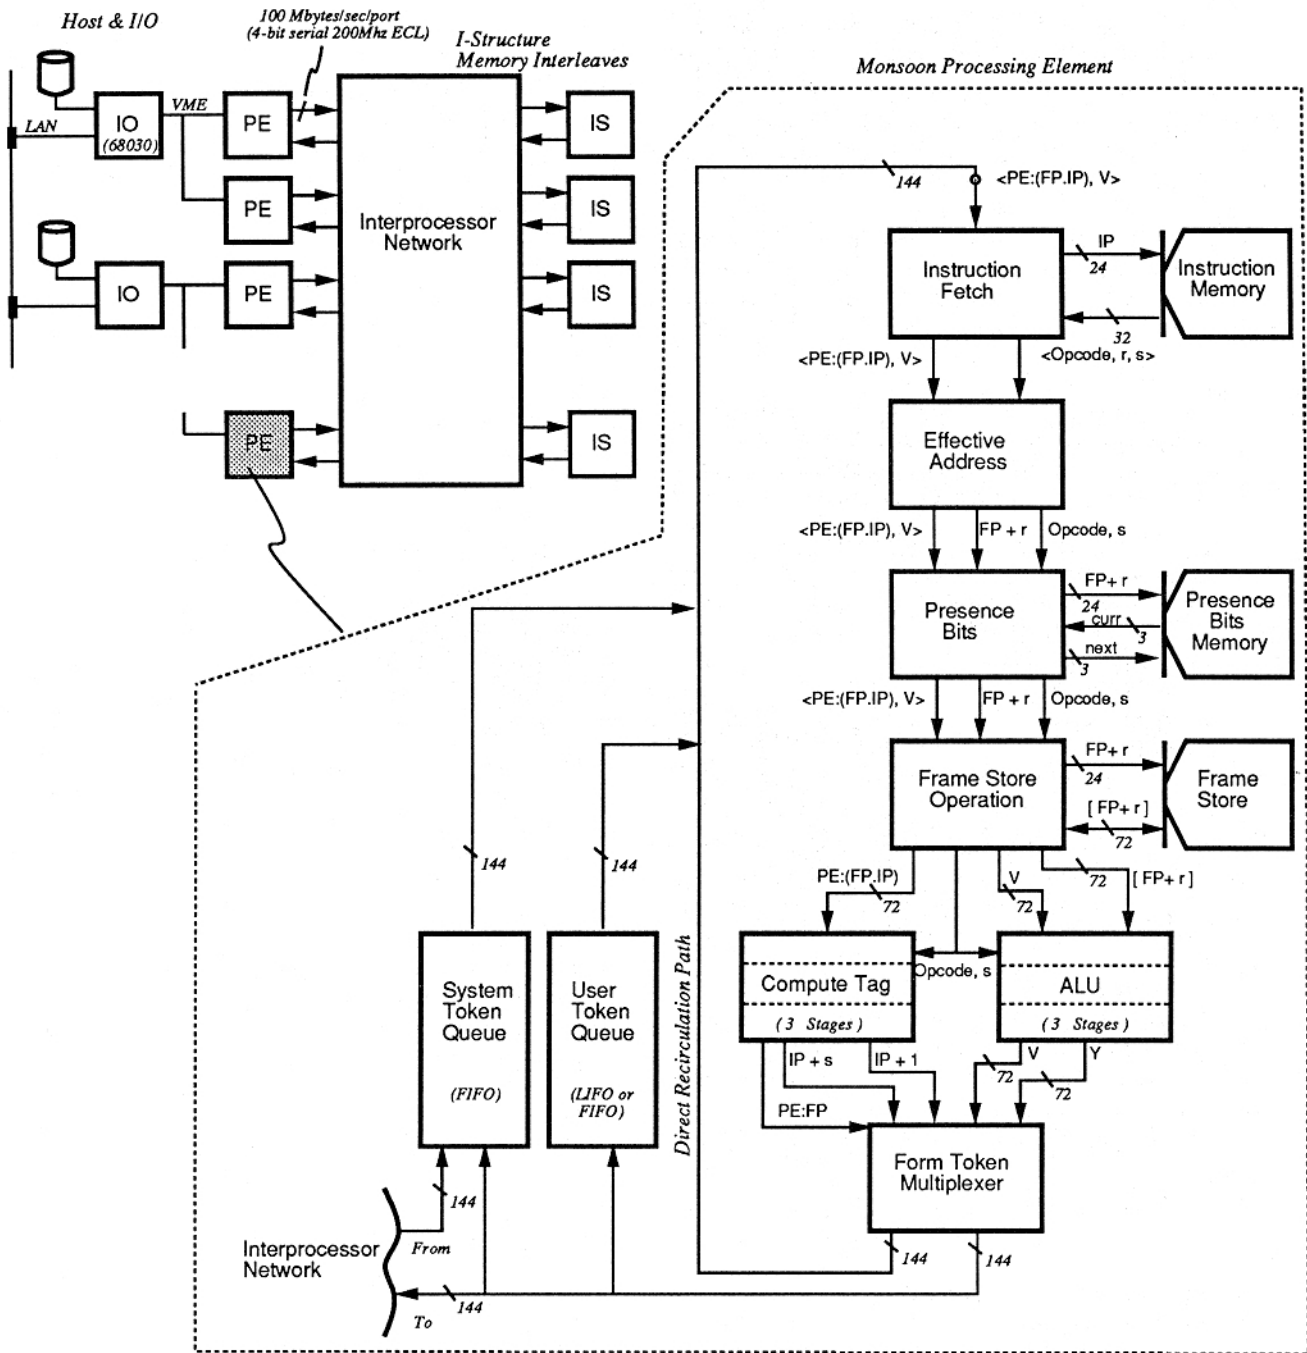 Host & I/O
100 Mbytes/sec/port
(4-bit serial 200Mhz ECL)
I-Structure
Memory Interleaves
Monsoon Processing Element
LAN
IO
(68030)
VME
PE
IS
PE
IS
Interprocessor
Network
IO
PE
IS
PE
IS
144
<PE:(FP.IP), V>
Instruction
Fetch
IP
24
32
Instruction
Memory
<PE:(FP.IP), V>
<Opcode, r, s>
Effective
Address
<PE:(FP.IP), V>
FP + r
Opcode, s
Presence
Bits
FP+ r
24
curr
3
next
3
Presence
Bits
Memory
<PE:(FP.IP), V>
FP + r
Opcode, s
Frame Store
Operation
FP+ r
24
[ FP+ r ]
72
Frame
Store
144
144
PE:(FP.IP)
72
V
72
72
[ FP+ r ]
Opcode, s
Compute Tag
( 3 Stages )
ALU
( 3 Stages )
System
Token
Queue
(FIFO)
User
Token
Queue
(LIFO or
FIFO)
Direct Recirculation Path
IP + s
IP + 1
PE:FP
V
72
Y
72
Form Token
Multiplexer
144
144
144
From
Interprocessor
Network
144
To